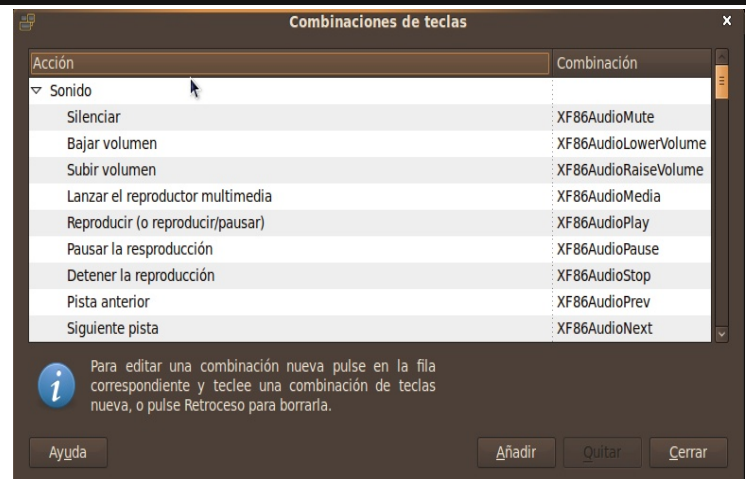 Combinaciones de teclas
x
Acción Combinación
Sonido
Silenciar XF86AudioMute
Bajar volumen XF86AudioLowerVolume
Subir volumen XF86AudioRaiseVolume
Lanzar el reproductor multimedia XF86AudioMedia
Reproducir (o reproducir/pausar) XF86AudioPlay
Pausar la resproducción XF86AudioPause
Detener la reproducción XF86AudioStop
Pista anterior XF86AudioPrev
Siguiente pista XF86AudioNext
Para editar una combinación nueva pulse en la fila
correspondiente y teclee una combinación de teclas
nueva, o pulse Retroceso para borrarla.
Ayuda Añadir Quitar Cerrar